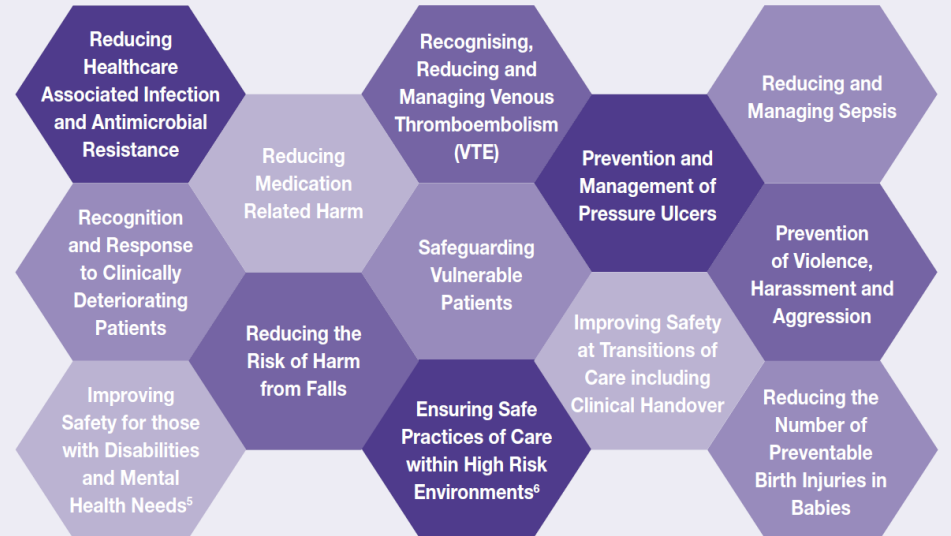 Reducing
Healthcare
Associated Infection
and Antimicrobial
Resistance
Recognition
and Response
to Clinically
Deteriorating
Patients
Improving
Safety for those
with Disabilities
and Mental
Health Needs5
Reducing
Medication
Related Harm
Reducing the
Risk of Harm
from Falls
Recognising,
Reducing and
Managing Venous
Thromboembolism
(VTE)
Safeguarding
Vulnerable
Patients
Ensuring Safe
Practices of Care
within High Risk
Environments6
Prevention and
Management of
Pressure Ulcers
Improving Safety
at Transitions of
Care including
Clinical Handover
Reducing and
Managing Sepsis
Prevention
of Violence,
Harassment and
Aggression
Reducing the
Number of
Preventable
Birth Injuries in
Babies